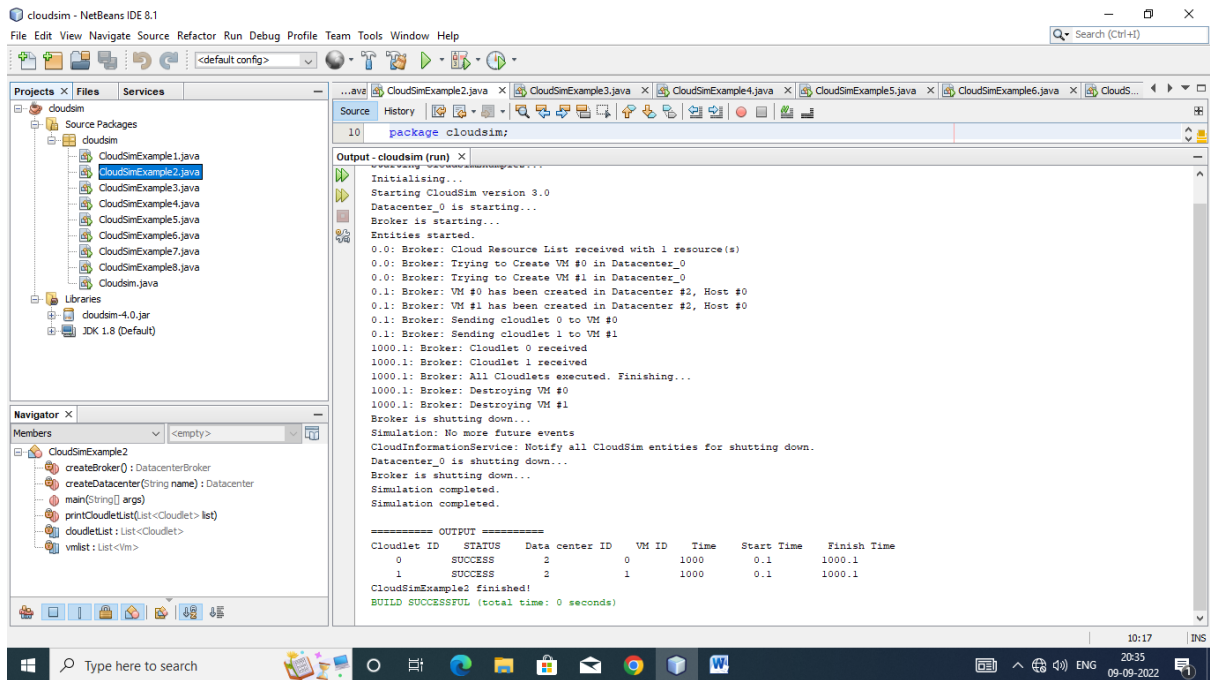 cloudsim - NetBeans IDE 8.1
File Edit View Navigate Source Refactor Run Debug Profile Team Tools Window Help
Search (Ctrl+I)
<default config>
Projects Files Services
...ava CloudSimExample2.java CloudSimExample3.java CloudSimExample4.java CloudSimExample5.java CloudSimExample6.java CloudS...
Source History
10 package cloudsim;
cloudsim
Source Packages
cloudsim
CloudSimExample1.java
CloudSimExample2.java
CloudSimExample3.java
CloudSimExample4.java
CloudSimExample5.java
CloudSimExample6.java
CloudSimExample7.java
CloudSimExample8.java
Cloudsim.java
Libraries
cloudsim-4.0.jar
JDK 1.8 (Default)
Navigator
Members <empty>
CloudSimExample2
createBroker() : DatacenterBroker
createDatacenter(String name) : Datacenter
main(String[] args)
printCloudletList(List<Cloudlet> list)
cloudletList : List<Cloudlet>
vmlist : List<Vm>
Output - cloudsim (run)
Initialising...
Starting CloudSim version 3.0
Datacenter_0 is starting...
Broker is starting...
Entities started.
0.0: Broker: Cloud Resource List received with 1 resource(s)
0.0: Broker: Trying to Create VM #0 in Datacenter_0
0.0: Broker: Trying to Create VM #1 in Datacenter_0
0.1: Broker: VM #0 has been created in Datacenter #2, Host #0
0.1: Broker: VM #1 has been created in Datacenter #2, Host #0
0.1: Broker: Sending cloudlet 0 to VM #0
0.1: Broker: Sending cloudlet 1 to VM #1
1000.1: Broker: Cloudlet 0 received
1000.1: Broker: Cloudlet 1 received
1000.1: Broker: All Cloudlets executed. Finishing...
1000.1: Broker: Destroying VM #0
1000.1: Broker: Destroying VM #1
Broker is shutting down...
Simulation: No more future events
CloudInformationService: Notify all CloudSim entities for shutting down.
Datacenter_0 is shutting down...
Broker is shutting down...
Simulation completed.
Simulation completed.
========== OUTPUT ==========
Cloudlet ID STATUS Data center ID VM ID Time Start Time Finish Time
0 SUCCESS 2 0 1000 0.1 1000.1
1 SUCCESS 2 1 1000 0.1 1000.1
CloudSimExample2 finished!
BUILD SUCCESSFUL (total time: 0 seconds)
10:17 INS
Type here to search
ENG
20:35
09-09-2022